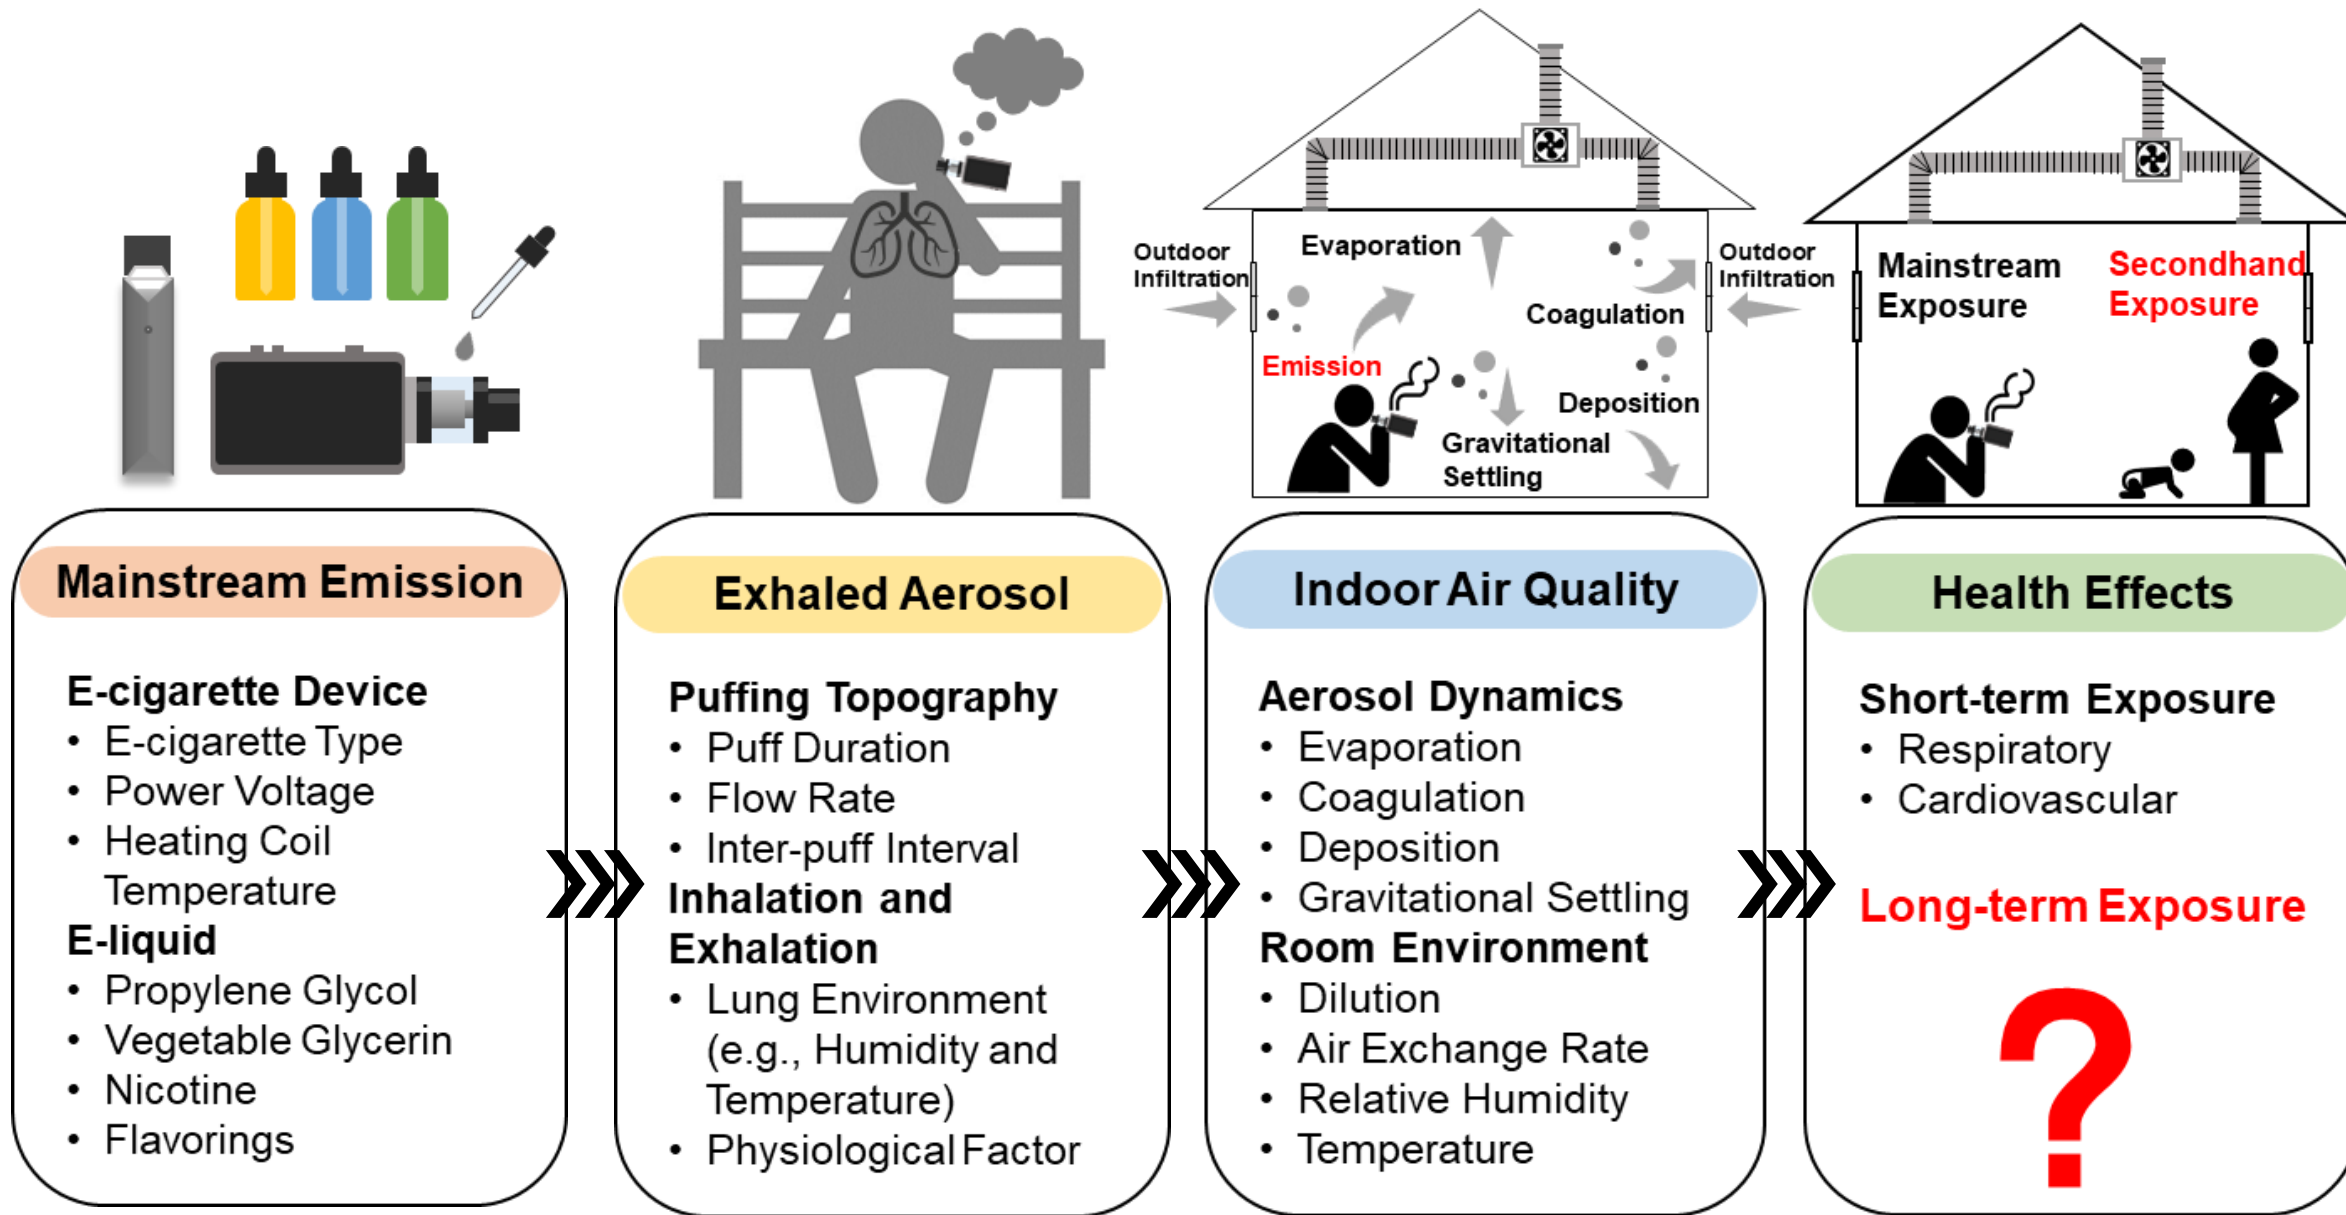 Outdoor
Infiltration
Evaporation
Coagulation
Emission
Deposition
Gravitational
Settling
Outdoor
Infiltration
Mainstream
Exposure
Secondhand
Exposure
Mainstream Emission
E-cigarette Device
• E-cigarette Type
• Power Voltage
• Heating Coil
Temperature
E-liquid
• Propylene Glycol
• Vegetable Glycerin
• Nicotine
• Flavorings
Exhaled Aerosol
Puffing Topography
• Puff Duration
• Flow Rate
• Inter-puff Interval
Inhalation and
Exhalation
• Lung Environment
(e.g., Humidity and
Temperature)
• Physiological Factor
Indoor Air Quality
Aerosol Dynamics
• Evaporation
• Coagulation
• Deposition
• Gravitational Settling
Room Environment
• Dilution
• Air Exchange Rate
• Relative Humidity
• Temperature
Health Effects
Short-term Exposure
• Respiratory
• Cardiovascular
Long-term Exposure
?